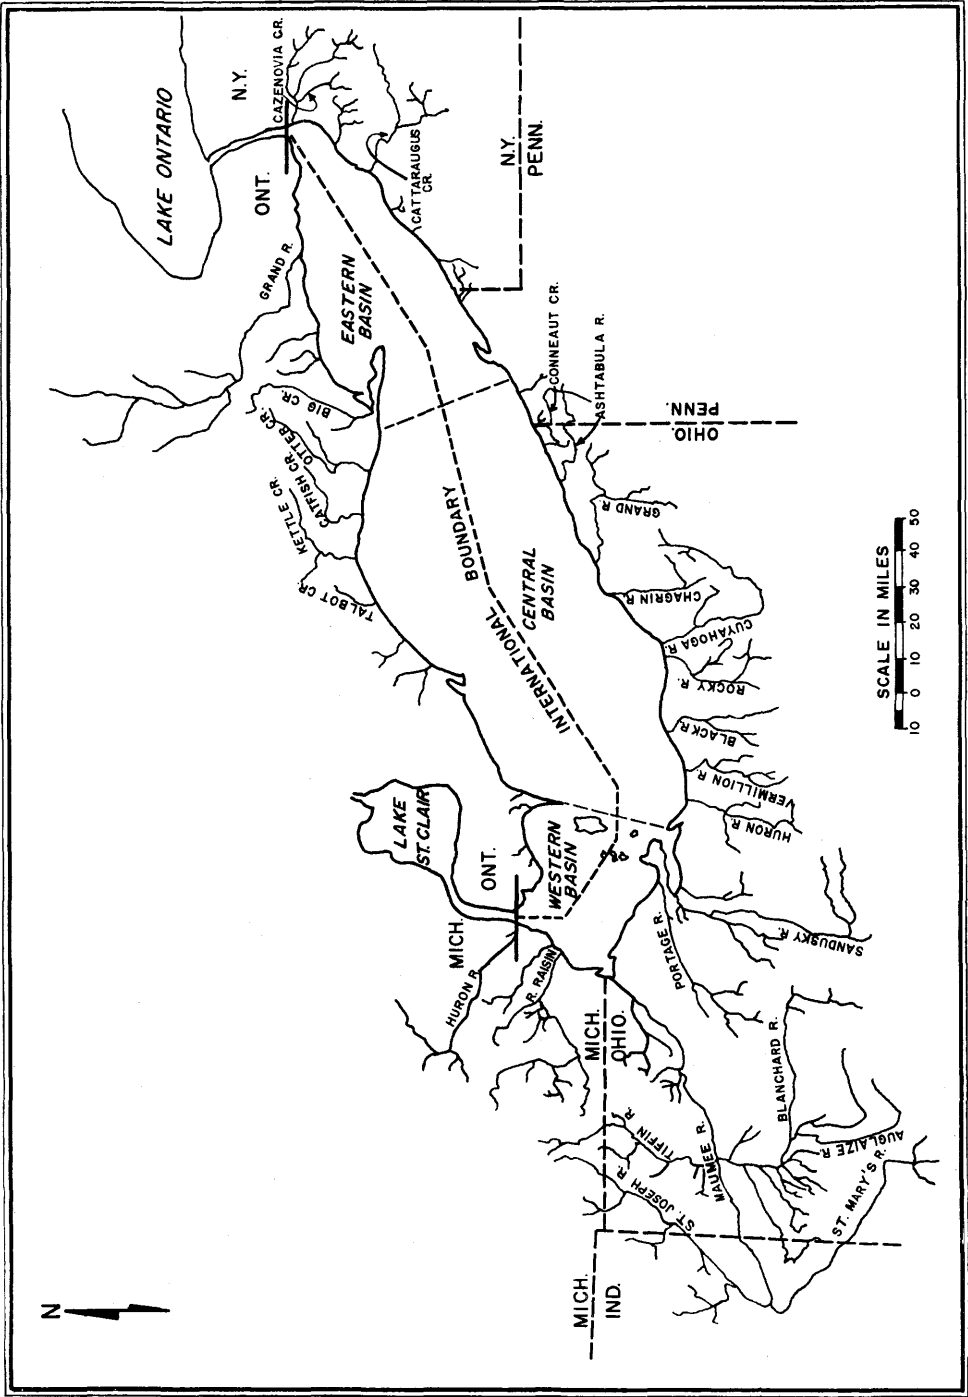 LAKE ONTARIO
N.Y.
CAZENOVIA CR.
ONT.
CATTARAUGUS
CR.
N.Y.
PENN.
GRAND R.
EASTERN
BASIN
BIG CR.
OTTER CR.
CATFISH CR.
KETTLE CR.
TALBOT CR.
CONNEAUT CR.
ASHTABULA R.
PENN.
OHIO.
GRAND R.
CHAGRIN R.
CUYAHOGA R.
ROCKY R.
BLACK R.
VERMILLION R.
HURON R.
INTERNATIONAL
BOUNDARY
CENTRAL
BASIN
SCALE IN MILES
10 0 10 20 30 40 50
LAKE
ST. CLAIR
ONT.
MICH.
WESTERN
BASIN
HURON R.
R. RAISIN
PORTAGE R.
SANDUSKY R.
MICH.
OHIO.
BLANCHARD R.
TIFFIN R.
MAUMEE R.
ST. JOSEPH R.
AUGLAIZE R.
ST. MARY'S R.
MICH.
IND.
N